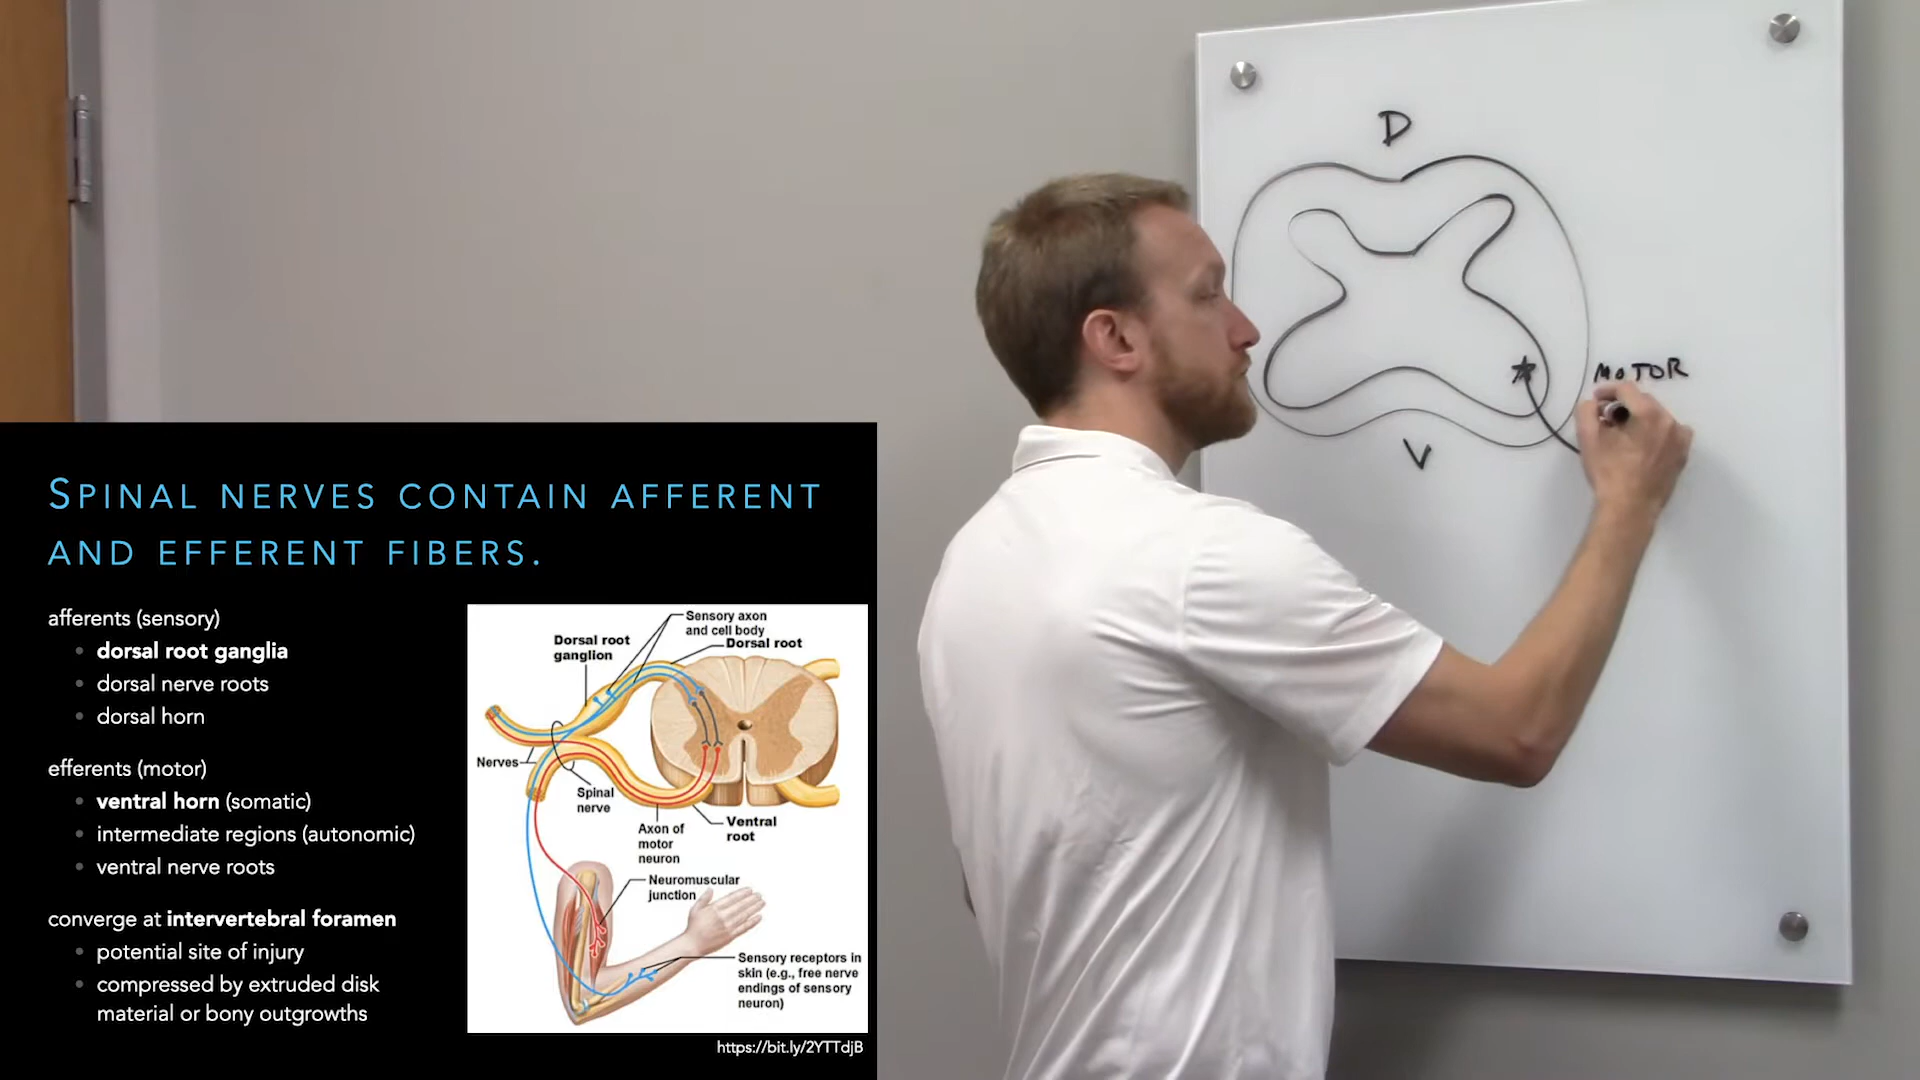 D
MOTOR
V
SPINAL NERVES CONTAIN AFFERENT
AND EFFERENT FIBERS.
afferents (sensory)
• dorsal root ganglia
• dorsal nerve roots
• dorsal horn
efferents (motor)
• ventral horn (somatic)
• intermediate regions (autonomic)
• ventral nerve roots
converge at intervertebral foramen
• potential site of injury
• compressed by extruded disk
material or bony outgrowths
Sensory axon
and cell body
Dorsal root
ganglion
Dorsal root
Nerves
Spinal
nerve
Axon of
motor
neuron
Ventral
root
Neuromuscular
junction
Sensory receptors in
skin (e.g., free nerve
endings of sensory
neuron)
https://bit.ly/2YTTdjB